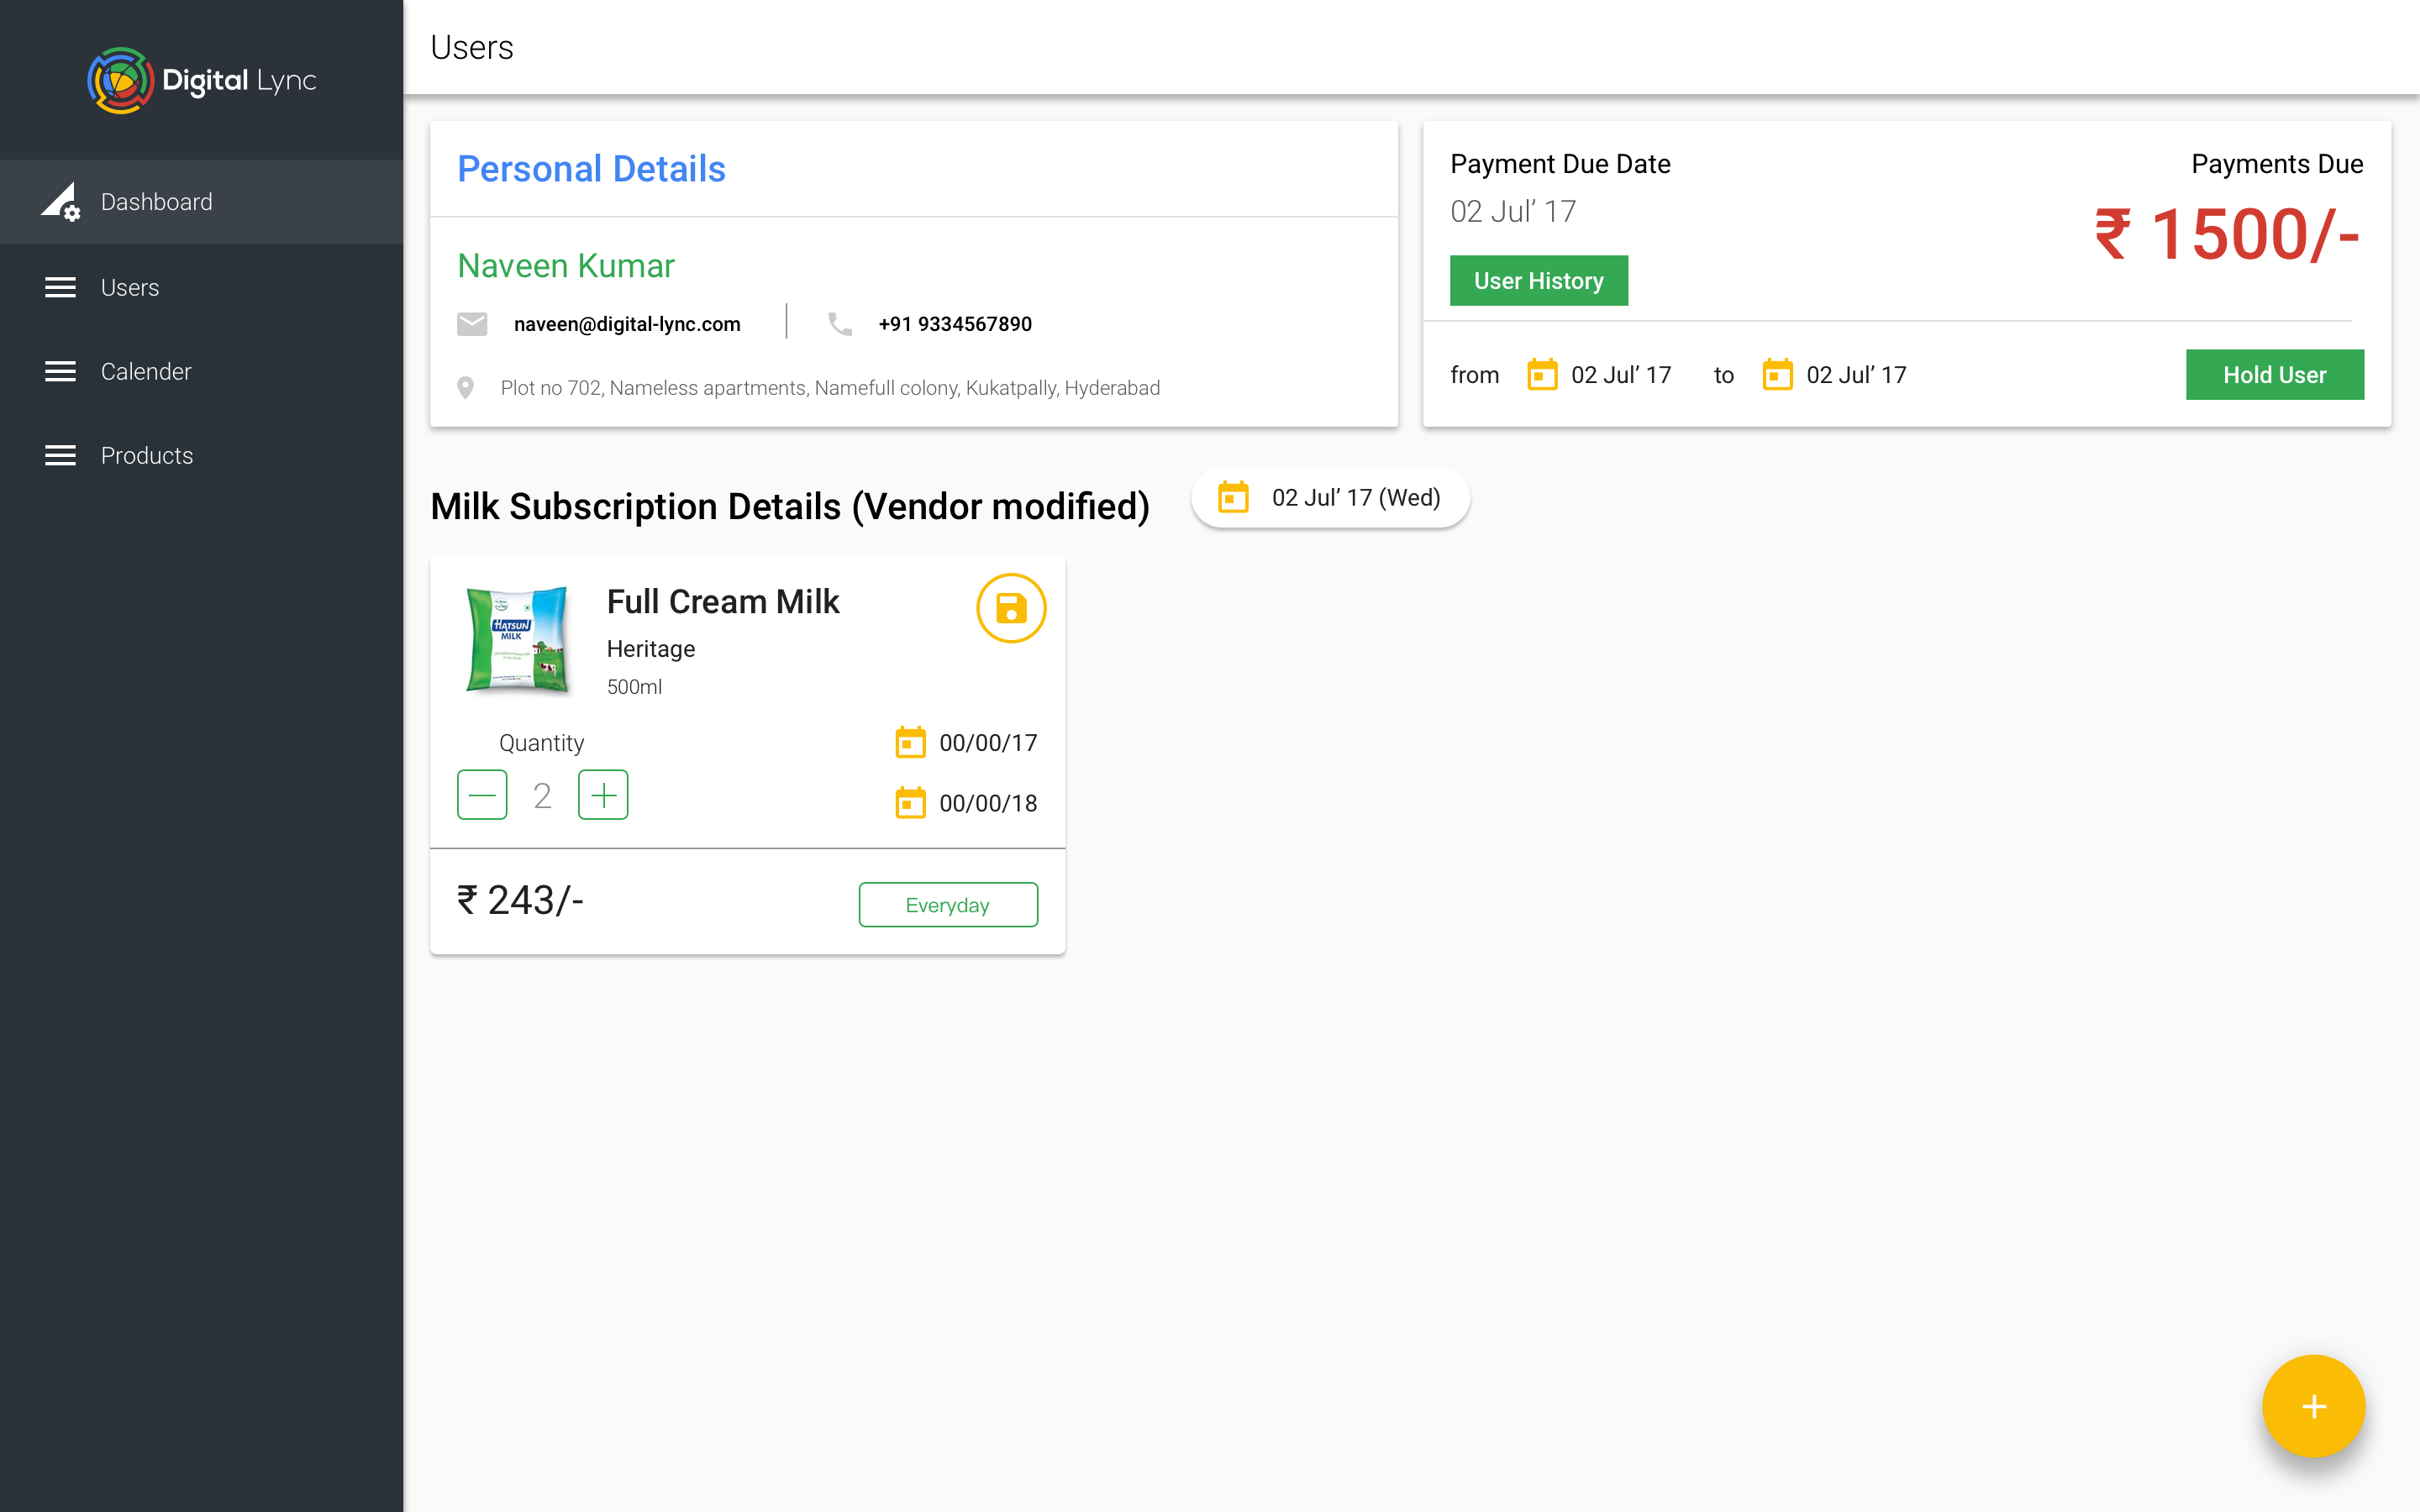 Digital Lync
Dashboard
Users
Calender
Products
Users
Personal Details
Naveen Kumar
naveen@digital-lync.com
+91 9334567890
Plot no 702, Nameless apartments, Namefull colony, Kukatpally, Hyderabad
Payment Due Date
02 Jul’ 17
User History
Payments Due
₹ 1500/-
from 02 Jul’ 17 to 02 Jul’ 17
Hold User
Milk Subscription Details (Vendor modified)
02 Jul’ 17 (Wed)
HATSUN
MILK
Full Cream Milk
Heritage
500ml
Quantity
2
00/00/17
00/00/18
₹ 243/-
Everyday